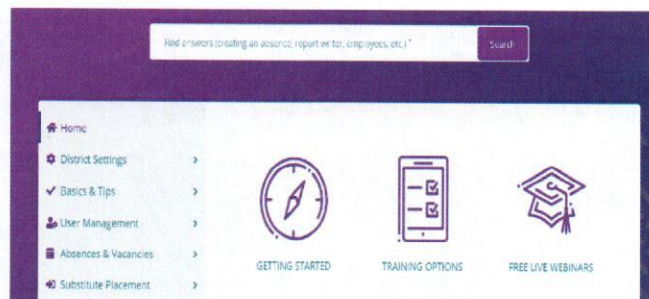 Find answers (creating an absence, report writer, employees, etc.)"
Search
Home
District Settings
Basics & Tips
User Management
Absences & Vacancies
Substitute Placement
GETTING STARTED
TRAINING OPTIONS
FREE LIVE WEBINARS